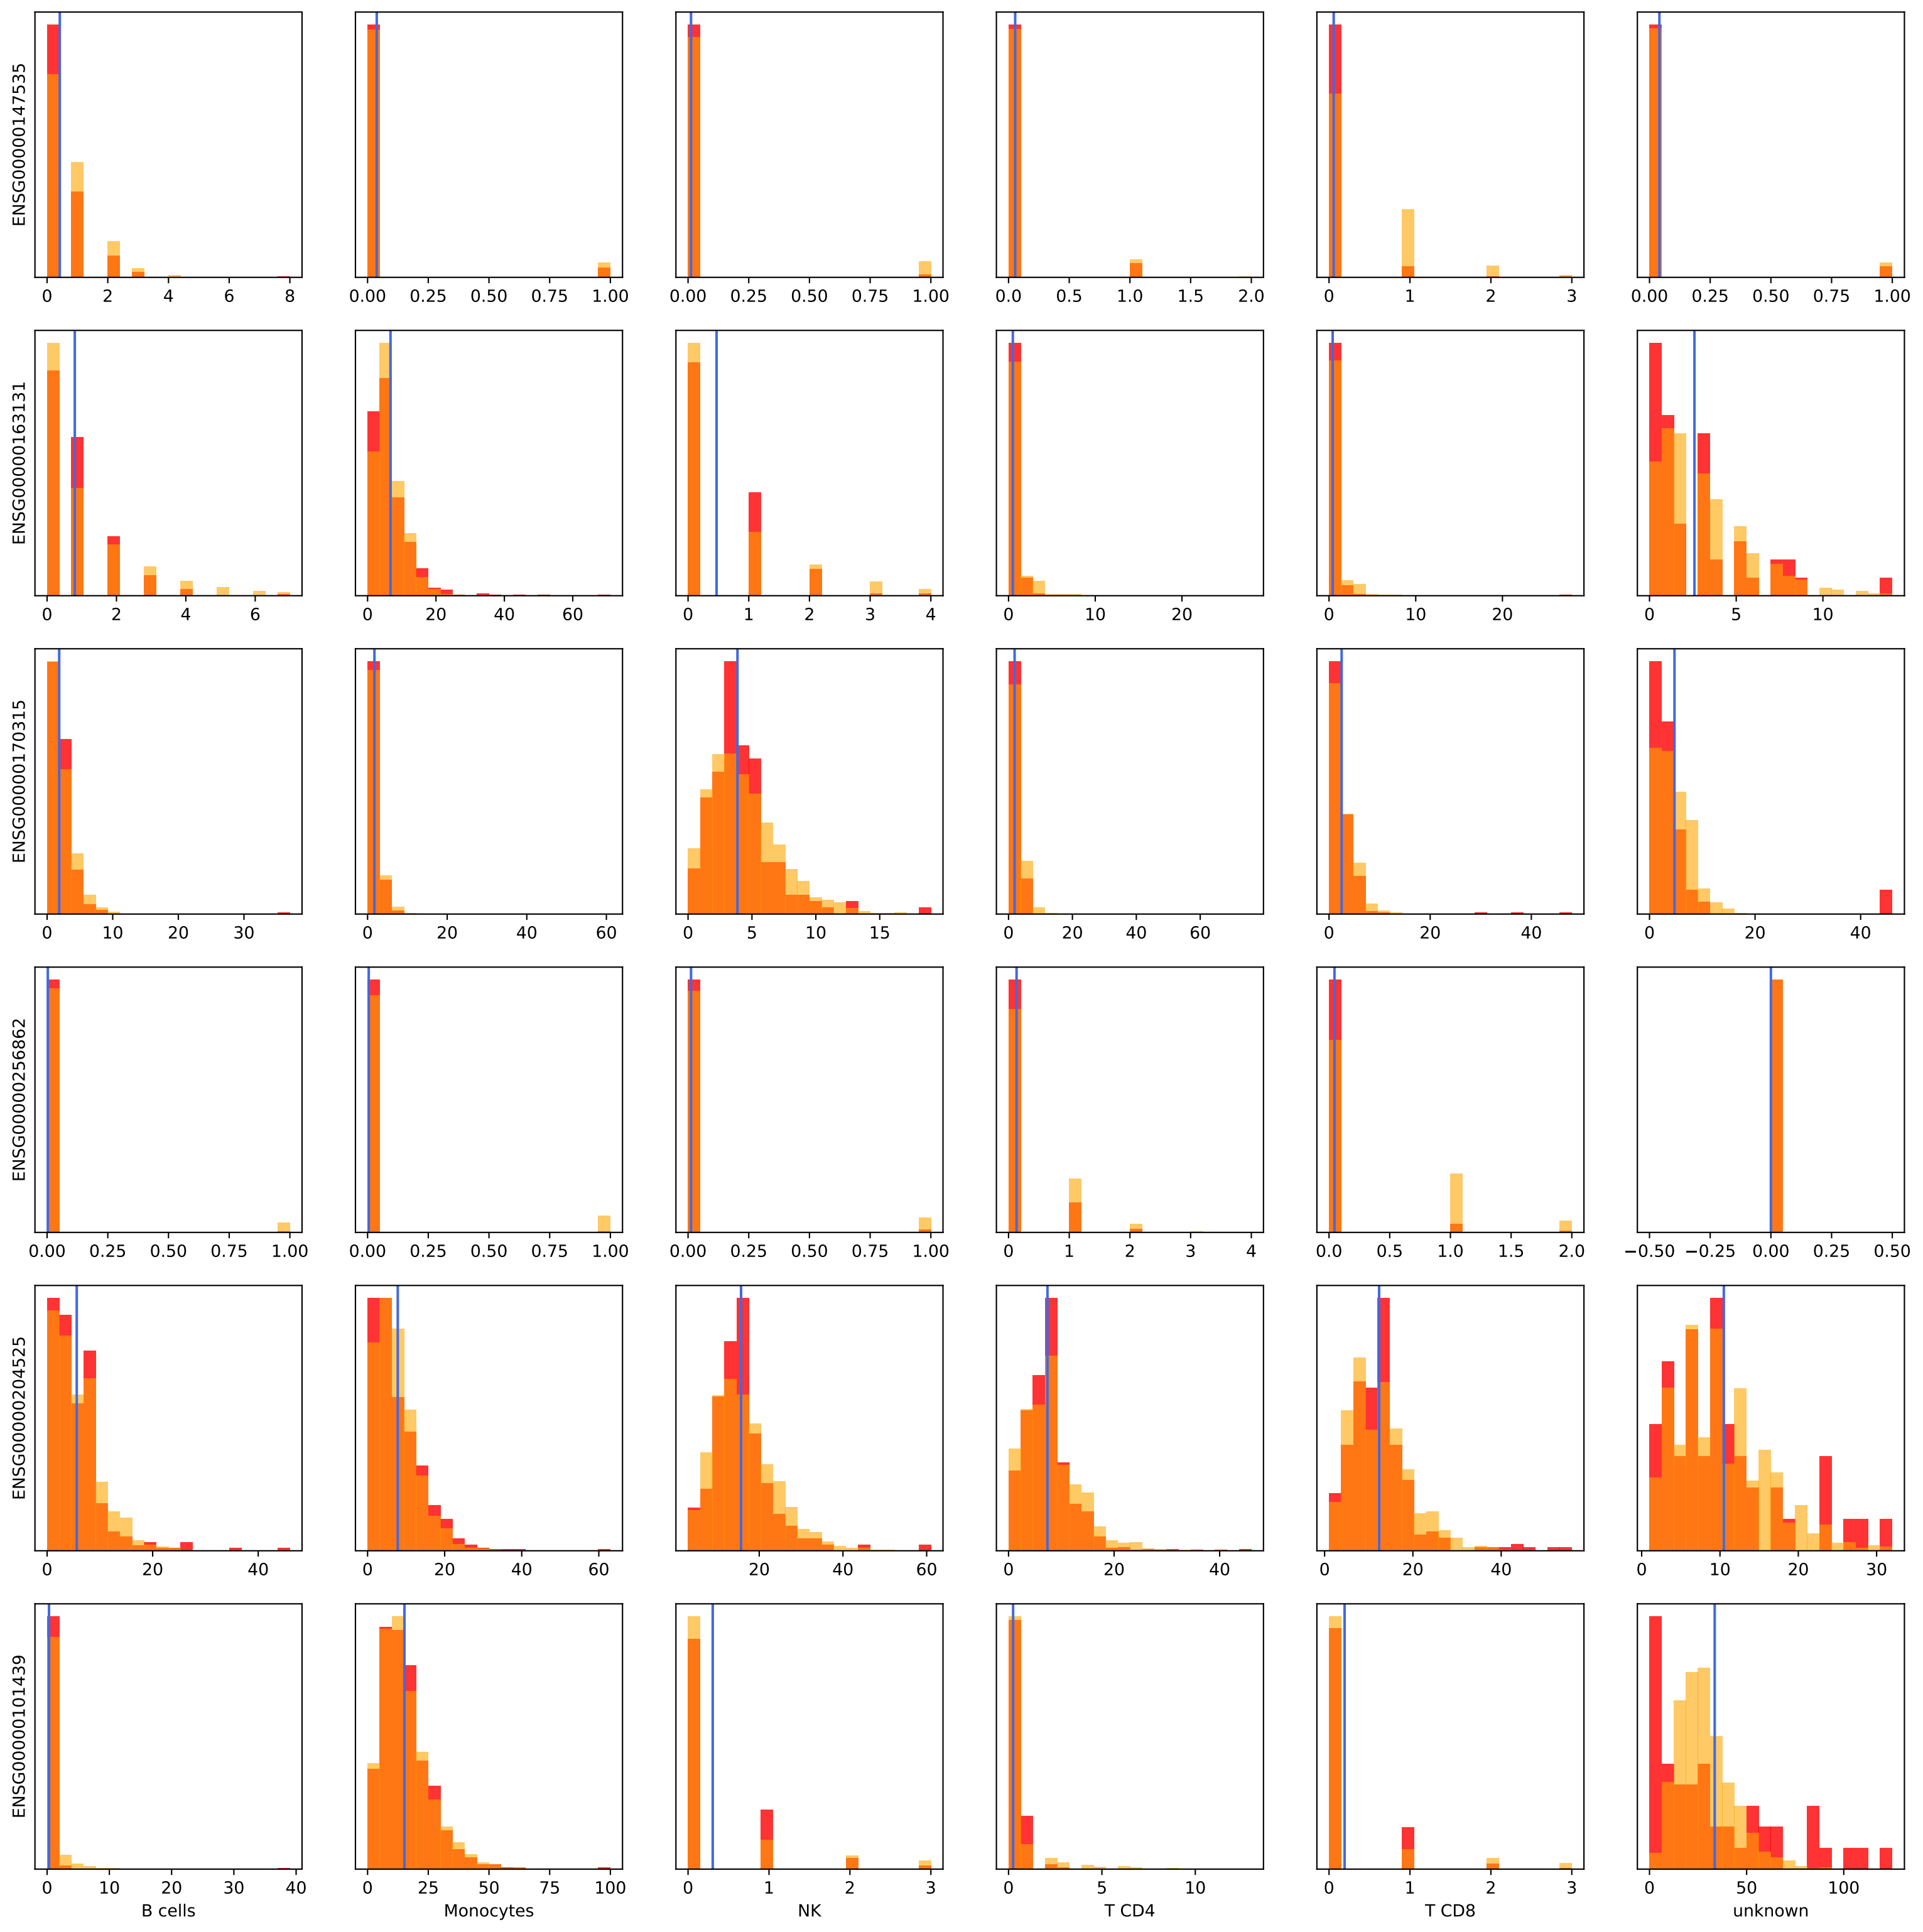 ENSG00000147535
0 2 4 6 8
0.00 0.25 0.50 0.75 1.00
0.00 0.25 0.50 0.75 1.00
0.0 0.5 1.0 1.5 2.0
0 1 2 3
0.00 0.25 0.50 0.75 1.00
ENSG00000163131
0 2 4 6
0 20 40 60
0 1 2 3 4
0 10 20
0 10 20
0 5 10
ENSG00000170315
0 10 20 30
0 20 40 60
0 5 10 15
0 20 40 60
0 20 40
0 20 40
ENSG00000256862
0.00 0.25 0.50 0.75 1.00
0.00 0.25 0.50 0.75 1.00
0.00 0.25 0.50 0.75 1.00
0 1 2 3 4
0.0 0.5 1.0 1.5 2.0
−0.50 −0.25 0.00 0.25 0.50
ENSG00000204525
0 20 40
0 20 40 60
20 40 60
0 20 40
0 20 40
0 10 20 30
ENSG00000101439
0 10 20 30 40
0 25 50 75 100
0 1 2 3
0 5 10
0 1 2 3
0 50 100
B cells
Monocytes
NK
T CD4
T CD8
unknown